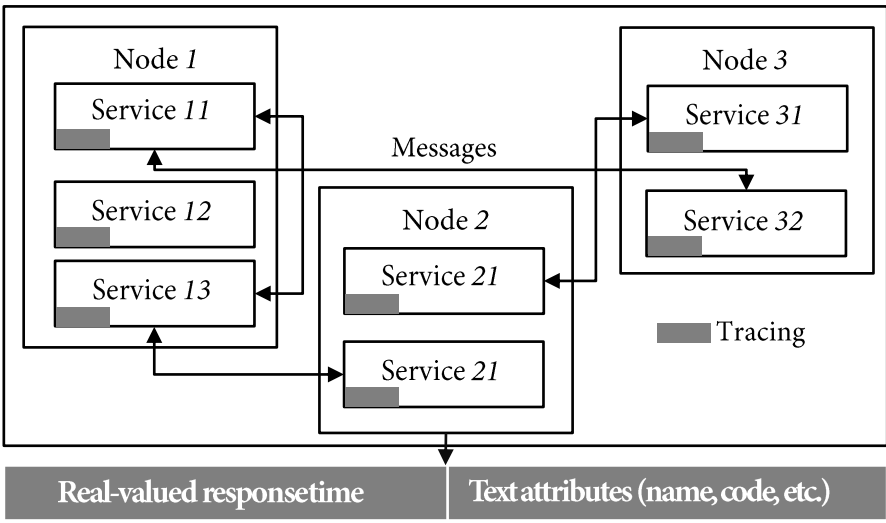 Node 1
Service 11
Service 12
Service 13
Messages
Node 2
Service 21
Service 21
Node 3
Service 31
Service 32
Tracing
Real-valued responsetime
Text attributes (name, code, etc.)